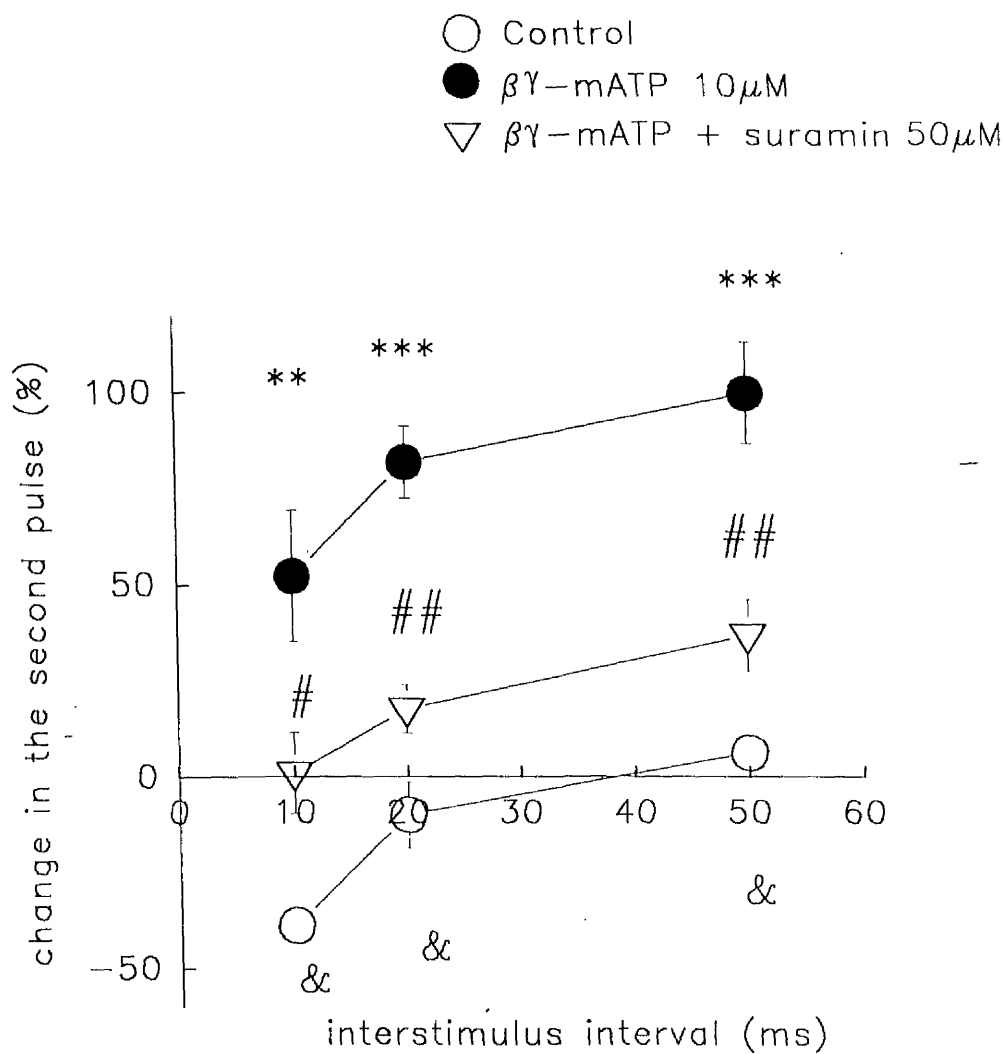 Control
βγ-mATP 10μM
βγ-mATP + suramin 50μM
***
***
**
100
##
50
##
#
0
0 10 20 30 40 50 60
&
&
-50
&
change in the second pulse (%)
interstimulus interval (ms)